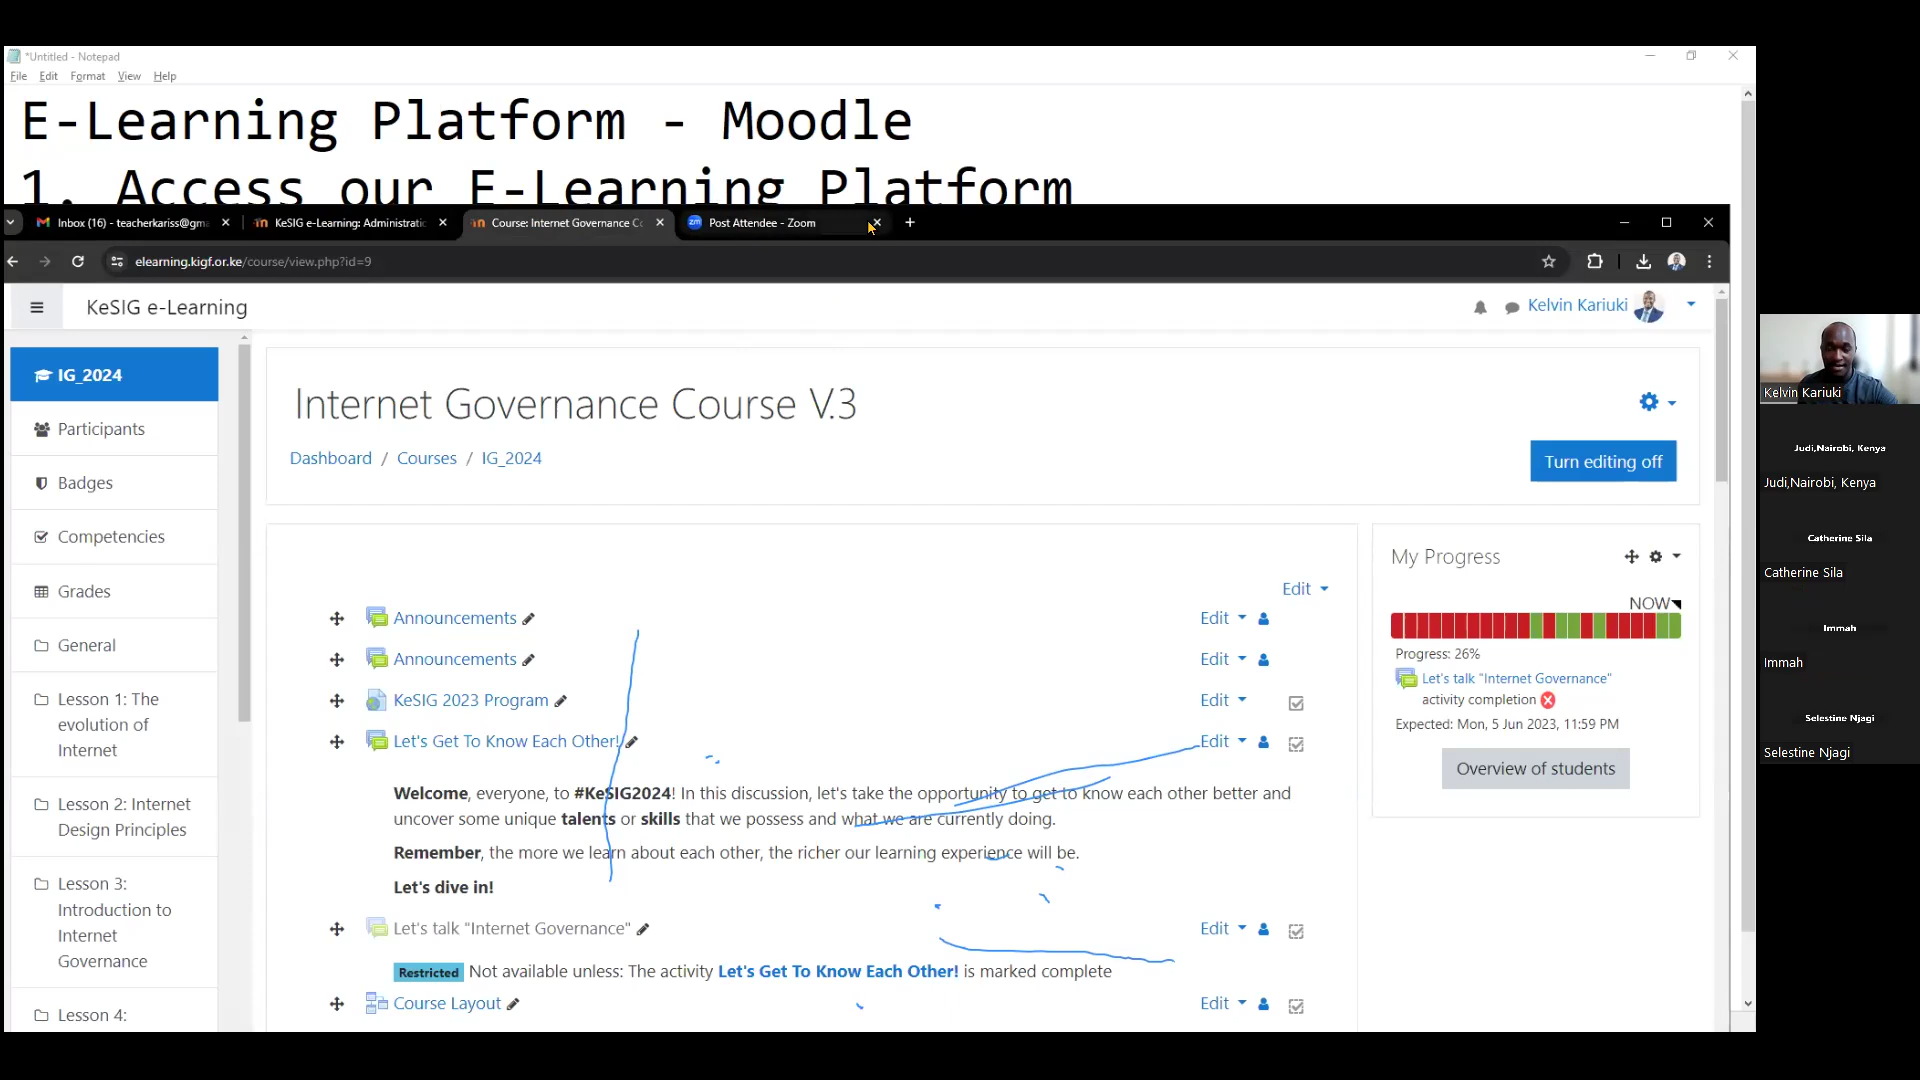 *Untitled - Notepad
File Edit Format View Help
E-Learning Platform - Moodle
1. Access our E-Learning Platform
Inbox (16) - teacherkariss@gma
KeSIG e-Learning: Administratio
Course: Internet Governance Co
zm Post Attendee - Zoom
elearning.kigf.or.ke/course/view.php?id=9
KeSIG e-Learning
Kelvin Kariuki
IG_2024
Participants
Badges
Competencies
Grades
General
Lesson 1: The
evolution of
Internet
Lesson 2: Internet
Design Principles
Lesson 3:
Introduction to
Internet
Governance
Lesson 4:
Internet Governance Course V.3
Dashboard / Courses / IG_2024
Turn editing off
Edit
Announcements Edit
Announcements Edit
KeSIG 2023 Program Edit
Let's Get To Know Each Other! Edit
Welcome, everyone, to #KeSIG2024! In this discussion, let's take the opportunity to get to know each other better and
uncover some unique talents or skills that we possess and what we are currently doing.
Remember, the more we learn about each other, the richer our learning experience will be.
Let's dive in!
Let's talk "Internet Governance" Edit
Restricted Not available unless: The activity Let's Get To Know Each Other! is marked complete
Course Layout Edit
My Progress
NOW
Progress: 26%
Let's talk "Internet Governance"
activity completion
Expected: Mon, 5 Jun 2023, 11:59 PM
Overview of students
Kelvin Kariuki
Judi,Nairobi, Kenya
Judi,Nairobi, Kenya
Catherine Sila
Catherine Sila
Immah
Immah
Selestine Njagi
Selestine Njagi